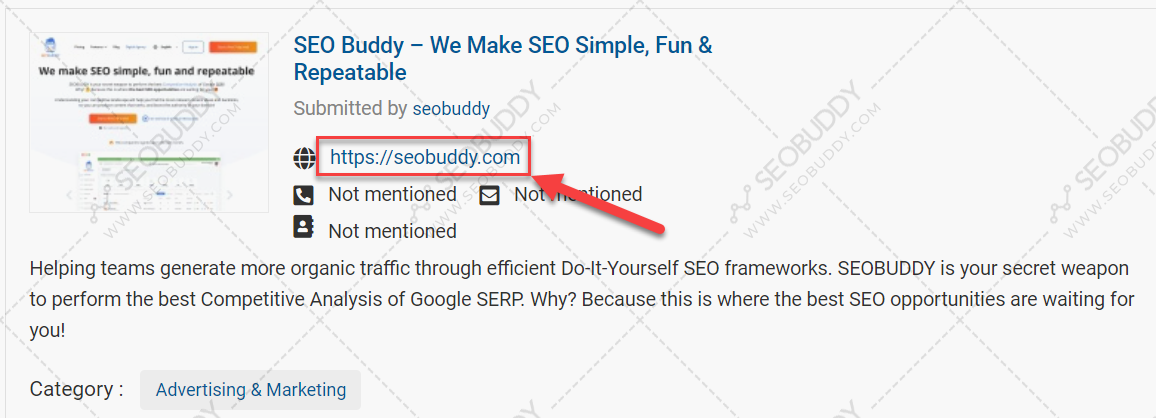 We make SEO simple, fun and repeatable
SEO Buddy – We Make SEO Simple, Fun &
Repeatable
Submitted by seobuddy
https://seobuddy.com
Not mentioned Not mentioned
Not mentioned
Helping teams generate more organic traffic through efficient Do-It-Yourself SEO frameworks. SEOBUDDY is your secret weapon
to perform the best Competitive Analysis of Google SERP. Why? Because this is where the best SEO opportunities are waiting for
you!
Category : Advertising & Marketing
SEOBUDDY
WWW.SEOBUDDY.COM